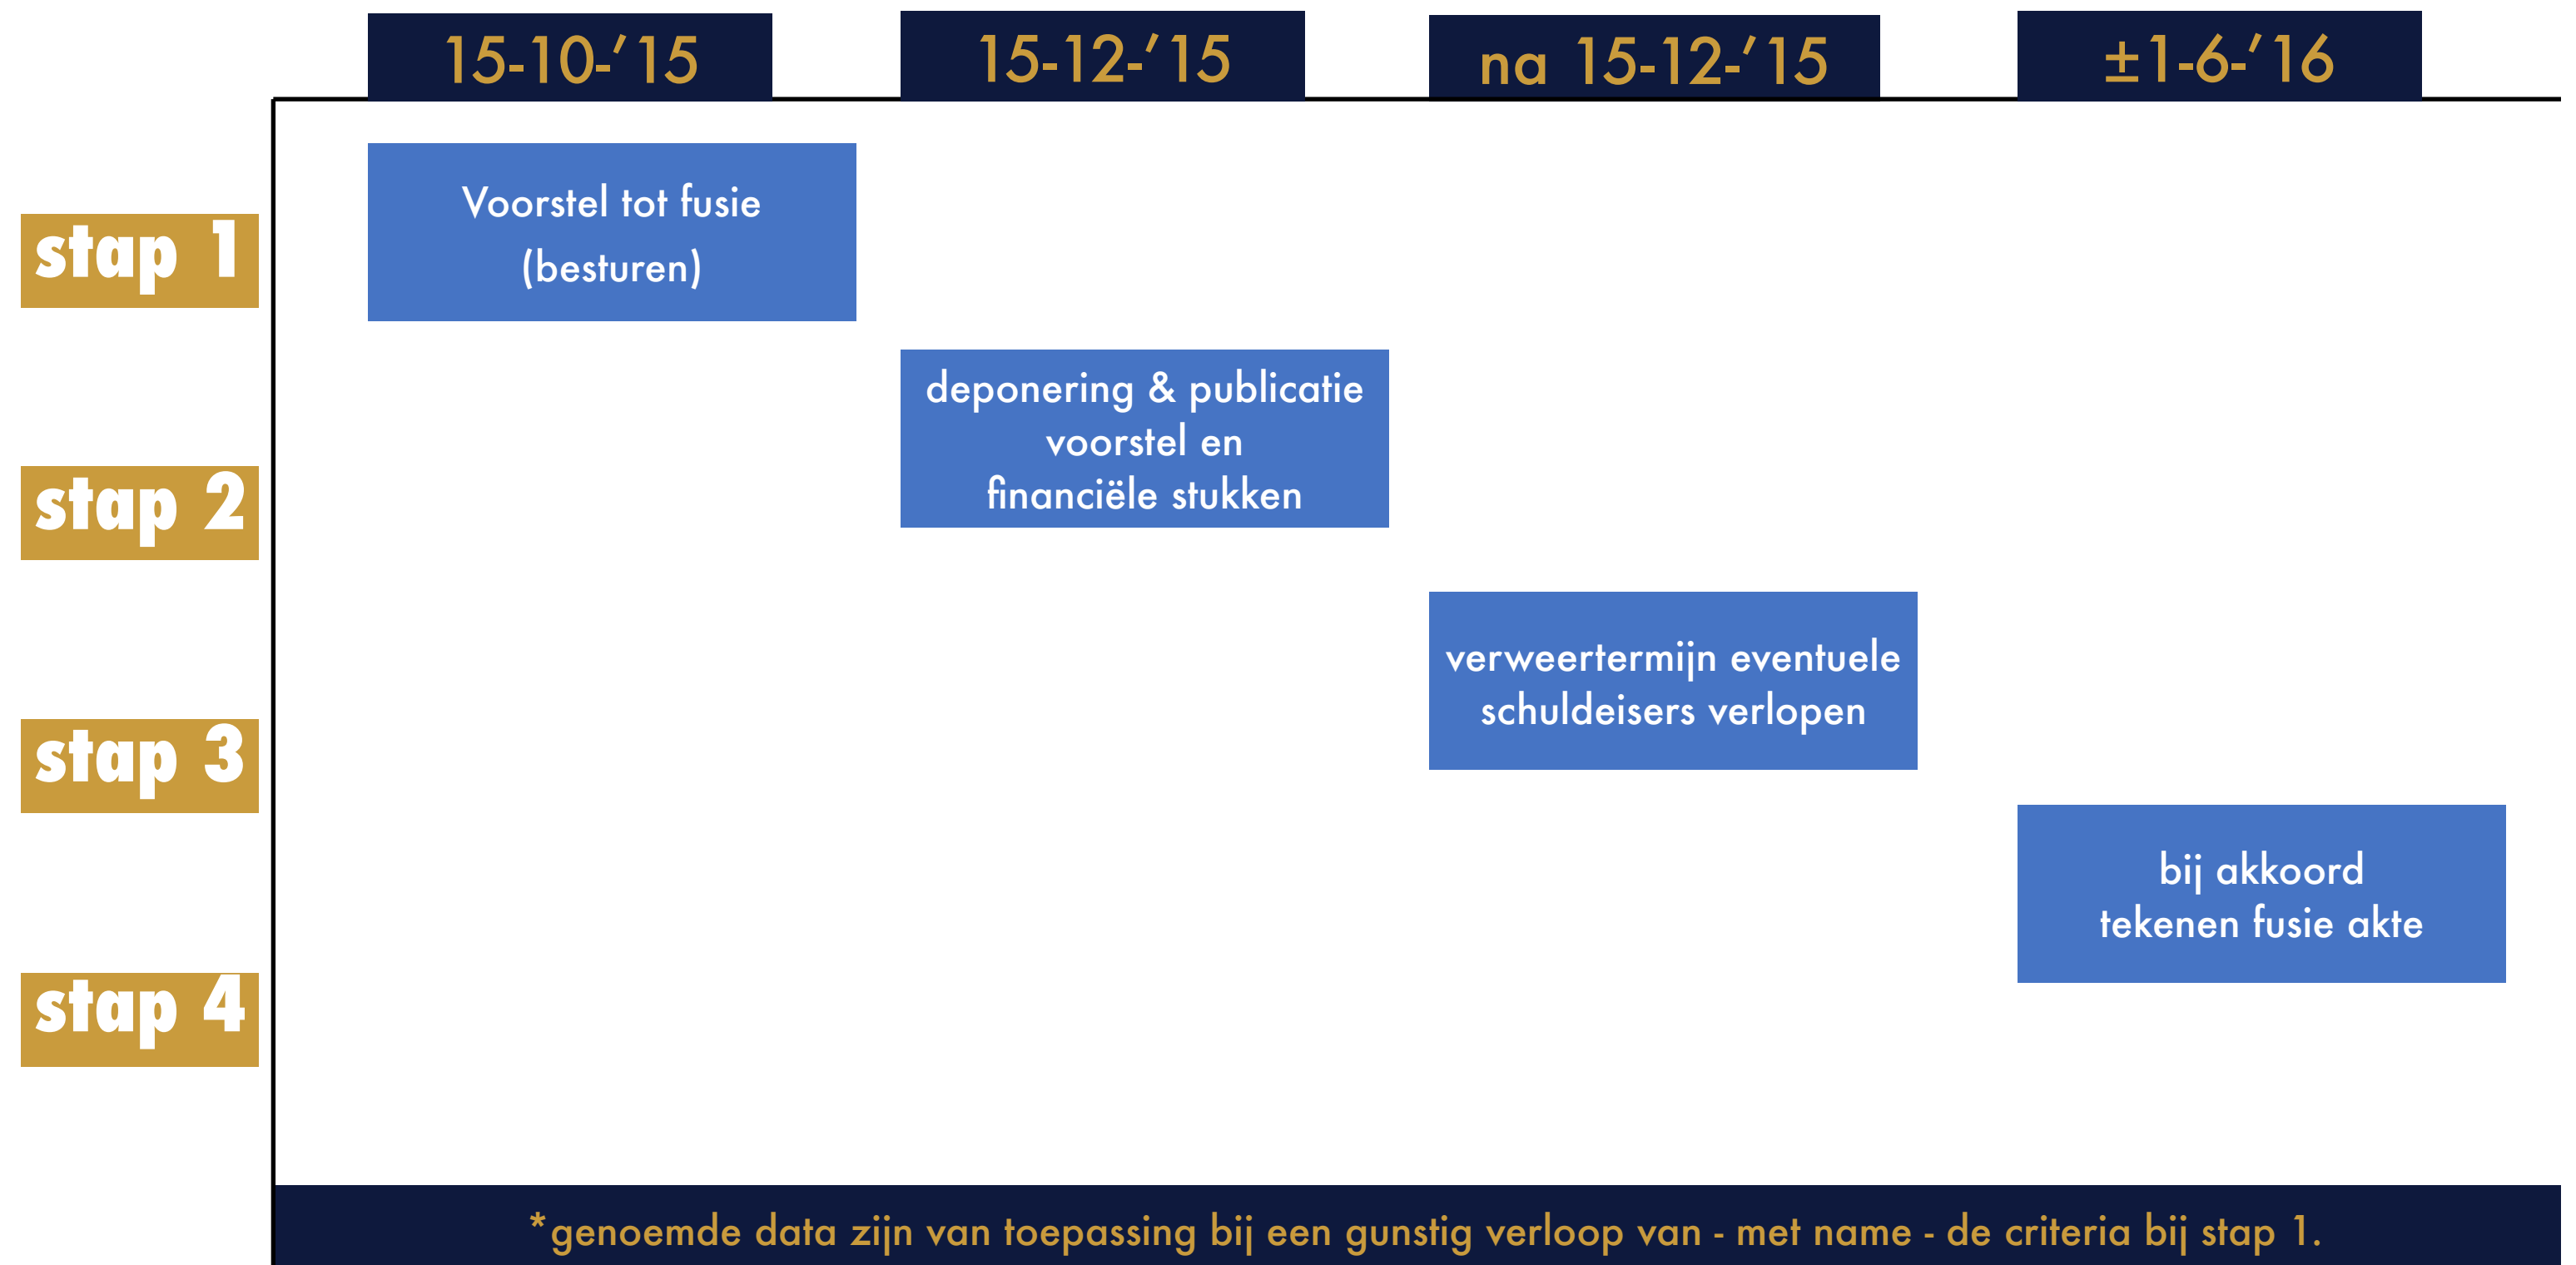 15-10-’15
15-12-’15
na 15-12-’15
±1-6-’16
stap 1
Voorstel tot fusie
(besturen)
stap 2
deponering & publicatie
voorstel en
financiële stukken
stap 3
verweertermijn eventuele
schuldeisers verlopen
stap 4
bij akkoord
tekenen fusie akte
*genoemde data zijn van toepassing bij een gunstig verloop van - met name - de criteria bij stap 1.